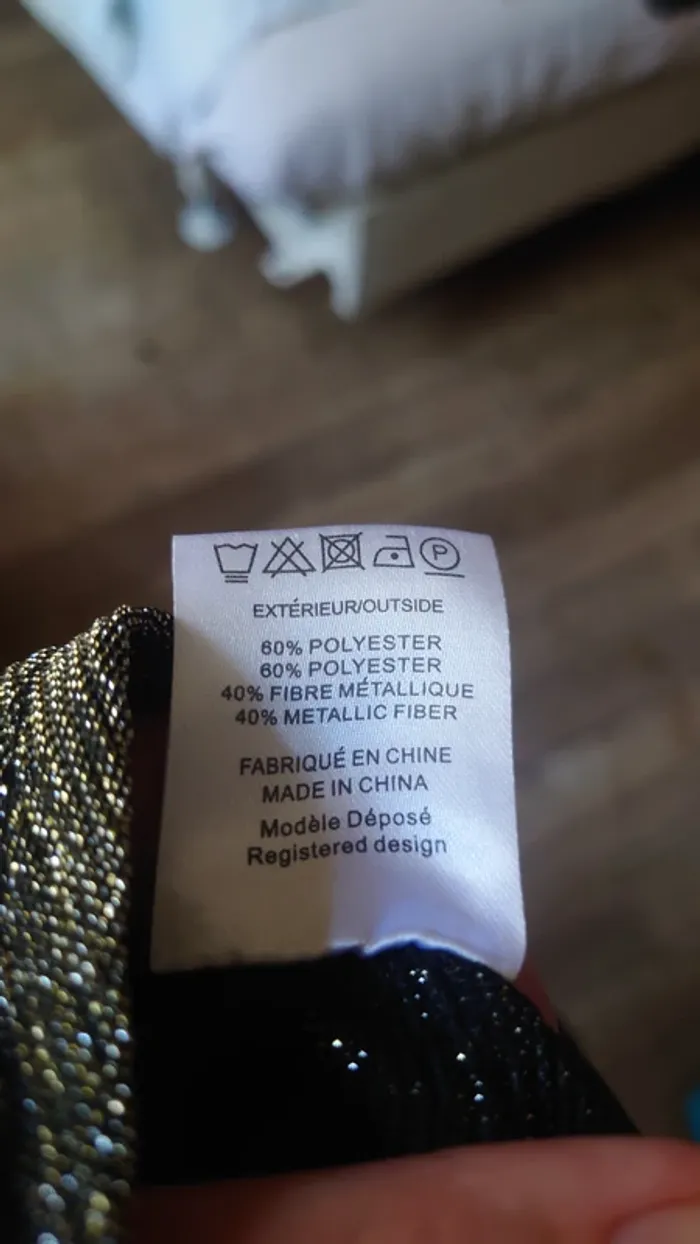 P
EXTÉRIEUR/OUTSIDE
60% POLYESTER
60% POLYESTER
40% FIBRE MÉTALLIQUE
40% METALLIC FIBER
FABRIQUÉ EN CHINE
MADE IN CHINA
Modèle Déposé
Registered design